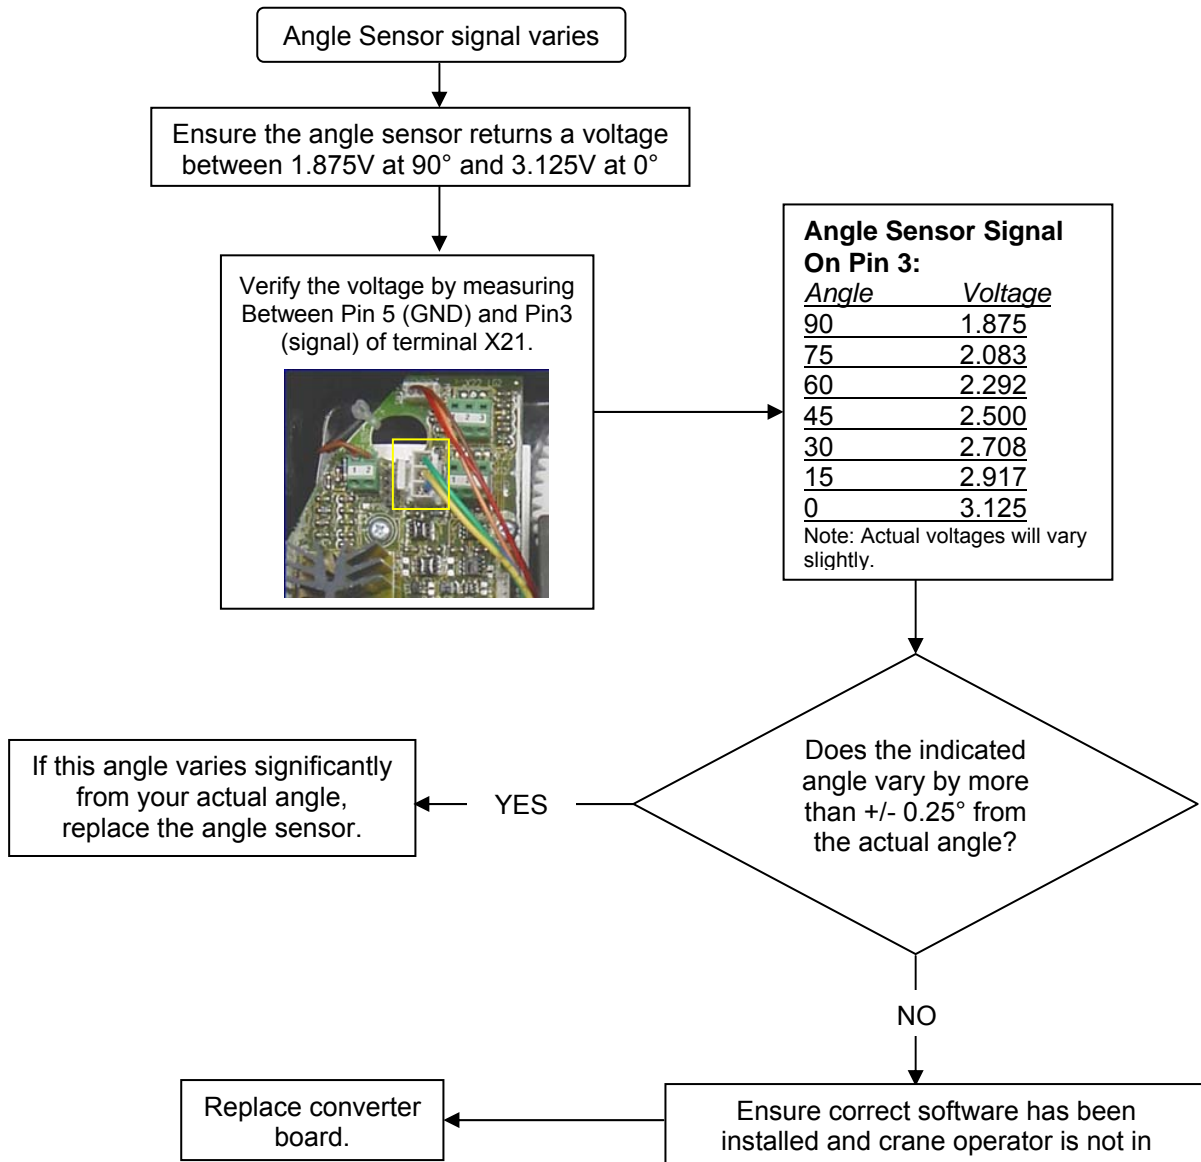 Angle Sensor signal varies
Ensure the angle sensor returns a voltage
between 1.875V at 90° and 3.125V at 0°
Verify the voltage by measuring
Between Pin 5 (GND) and Pin3
(signal) of terminal X21.
Angle Sensor Signal
On Pin 3:
Angle Voltage
90 1.875
75 2.083
60 2.292
45 2.500
30 2.708
15 2.917
0 3.125
Note: Actual voltages will vary
slightly.
Does the indicated
angle vary by more
than +/- 0.25° from
the actual angle?
YES
If this angle varies significantly
from your actual angle,
replace the angle sensor.
NO
Ensure correct software has been
installed and crane operator is not in
Replace converter
board.